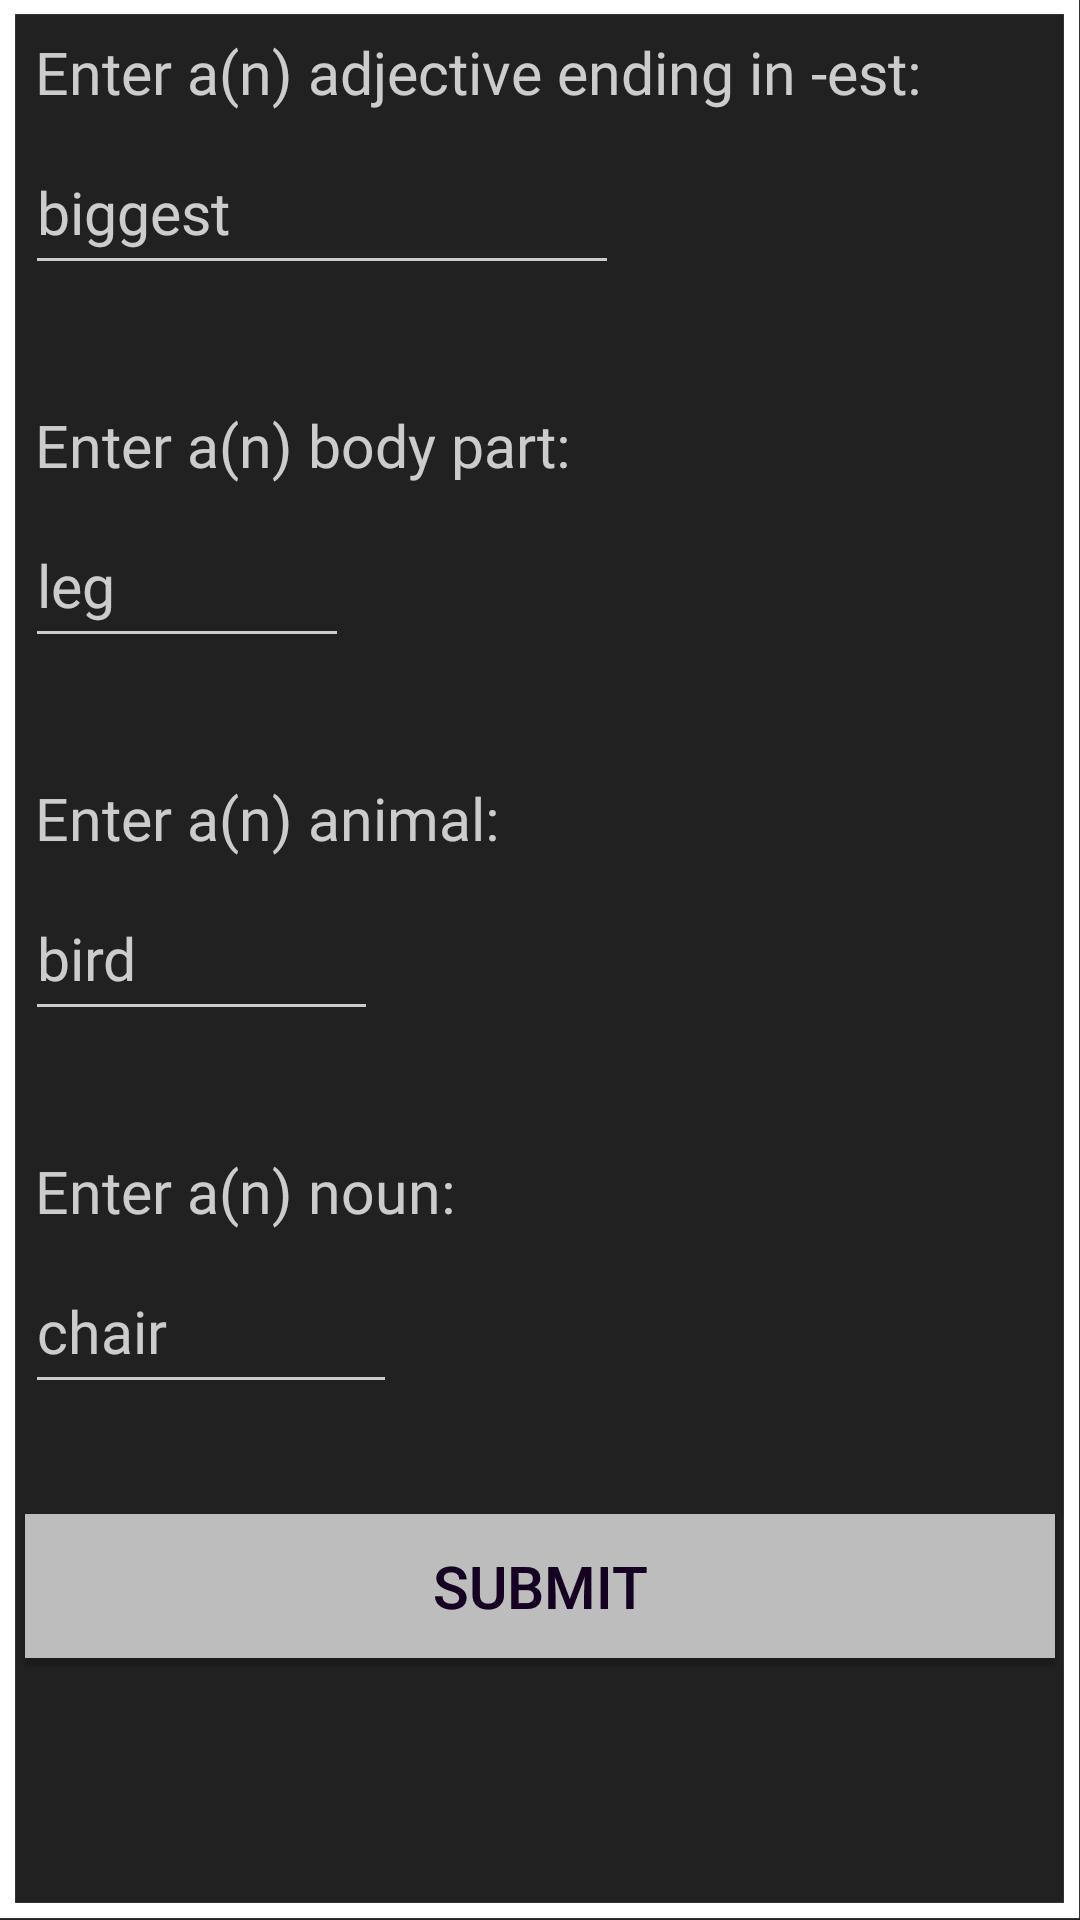 Enter a(n) adjective ending in -est:
biggest
Enter a(n) body part:
leg
Enter a(n) animal:
bird
Enter a(n) noun:
chair
SUBMIT